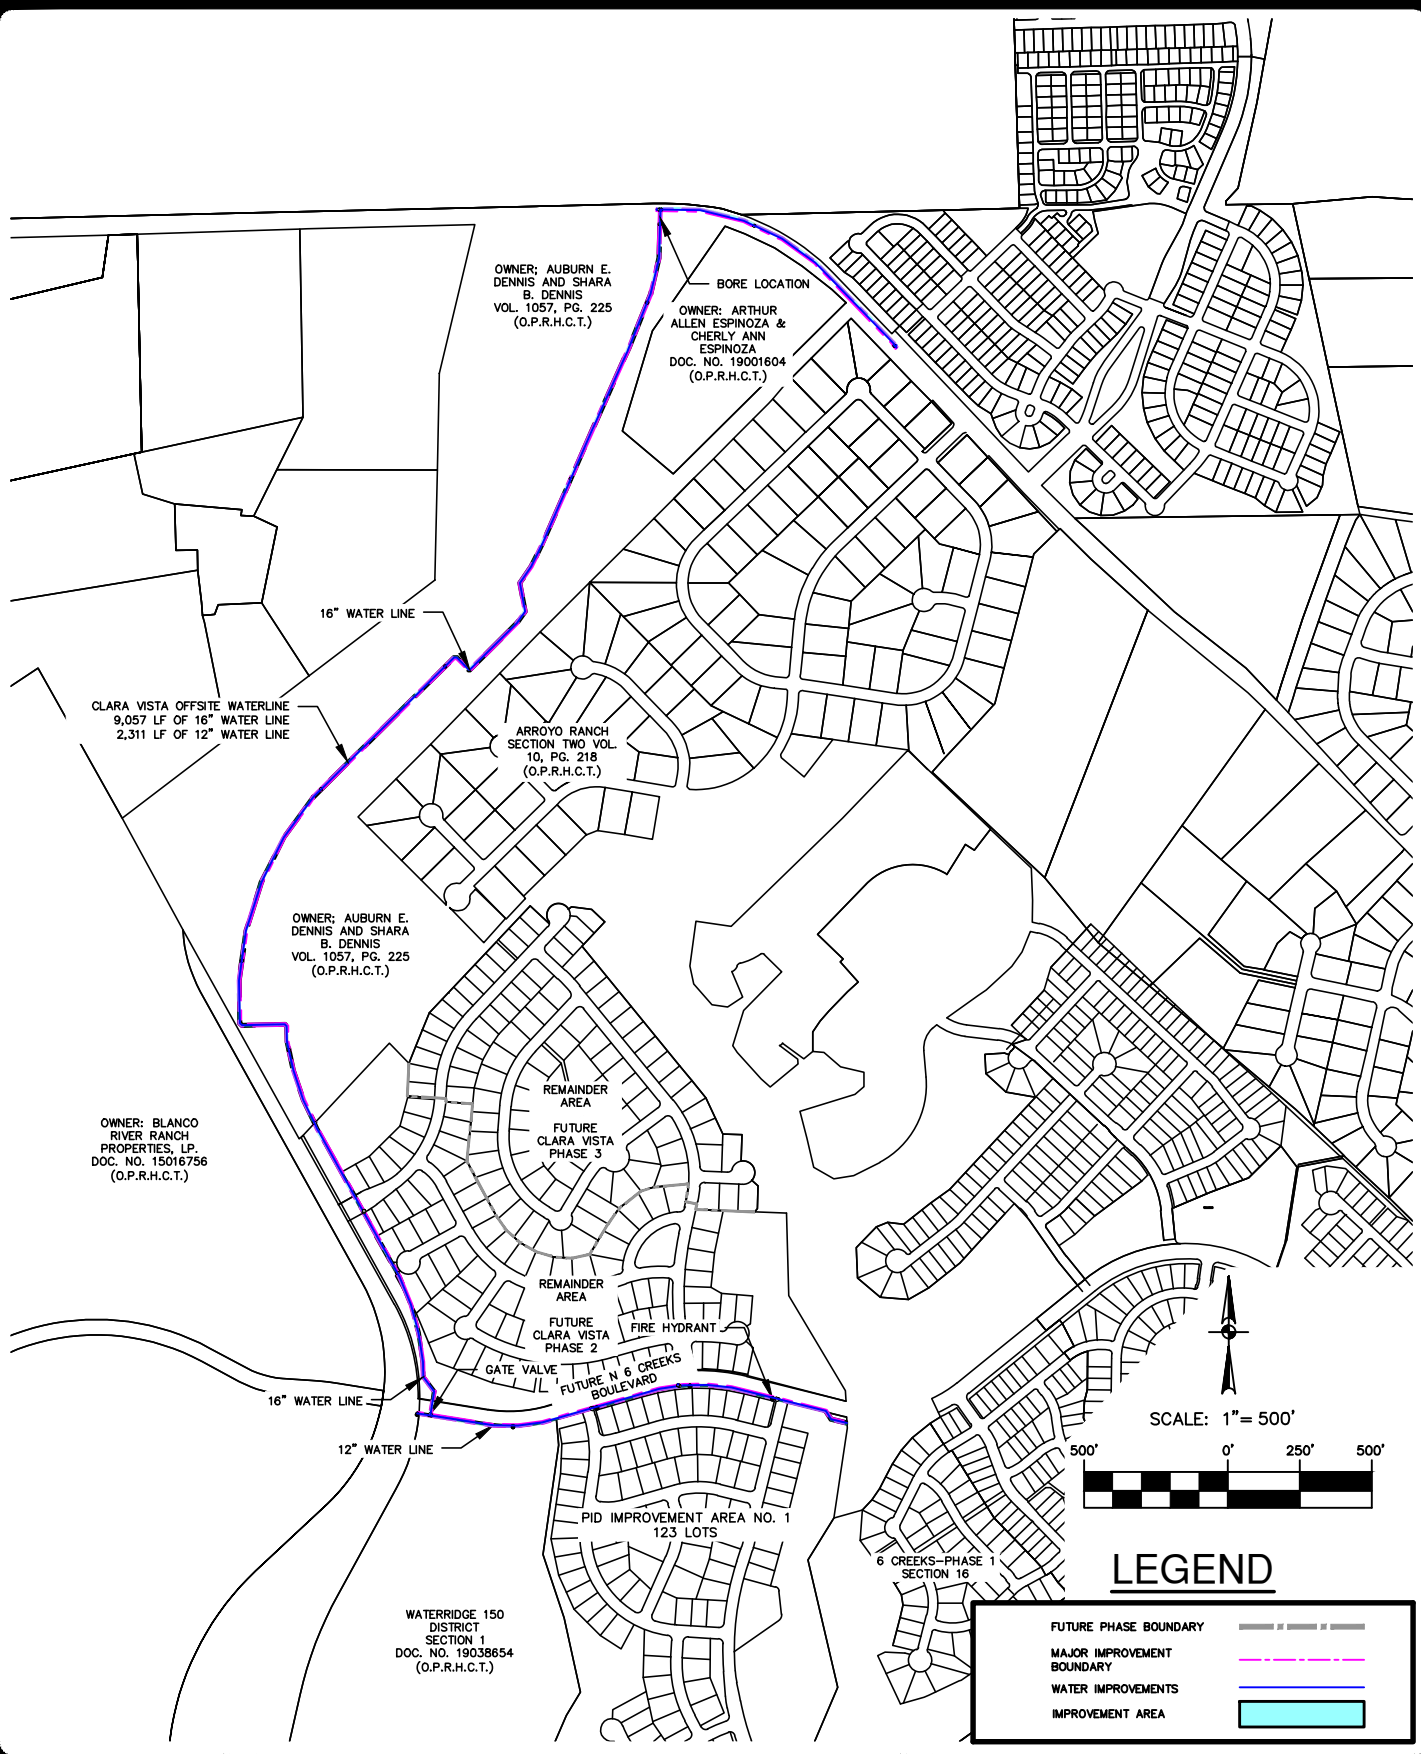 OWNER; AUBURN E.
DENNIS AND SHARA
B. DENNIS
VOL. 1057, PG. 225
(O.P.R.H.C.T.)
BORE LOCATION
OWNER: ARTHUR
ALLEN ESPINOZA &
CHERLY ANN
ESPINOZA
DOC. NO. 19001604
(O.P.R.H.C.T.)
16" WATER LINE
CLARA VISTA OFFSITE WATERLINE
9,057 LF OF 16" WATER LINE
2,311 LF OF 12" WATER LINE
ARROYO RANCH
SECTION TWO VOL.
10, PG. 218
(O.P.R.H.C.T.)
OWNER; AUBURN E.
DENNIS AND SHARA
B. DENNIS
VOL. 1057, PG. 225
(O.P.R.H.C.T.)
REMAINDER
AREA
FUTURE
CLARA VISTA
PHASE 3
OWNER: BLANCO
RIVER RANCH
PROPERTIES, LP.
DOC. NO. 15016756
(O.P.R.H.C.T.)
REMAINDER
AREA
FUTURE
CLARA VISTA
PHASE 2
FIRE HYDRANT
GATE VALVE
FUTURE N 6 CREEKS
BOULEVARD
16" WATER LINE
12" WATER LINE
SCALE: 1"= 500'
500' 0' 250' 500'
PID IMPROVEMENT AREA NO. 1
123 LOTS
6 CREEKS-PHASE 1
SECTION 16
WATERRIDGE 150
DISTRICT
SECTION 1
DOC. NO. 19038654
(O.P.R.H.C.T.)
LEGEND
FUTURE PHASE BOUNDARY
MAJOR IMPROVEMENT
BOUNDARY
WATER IMPROVEMENTS
IMPROVEMENT AREA